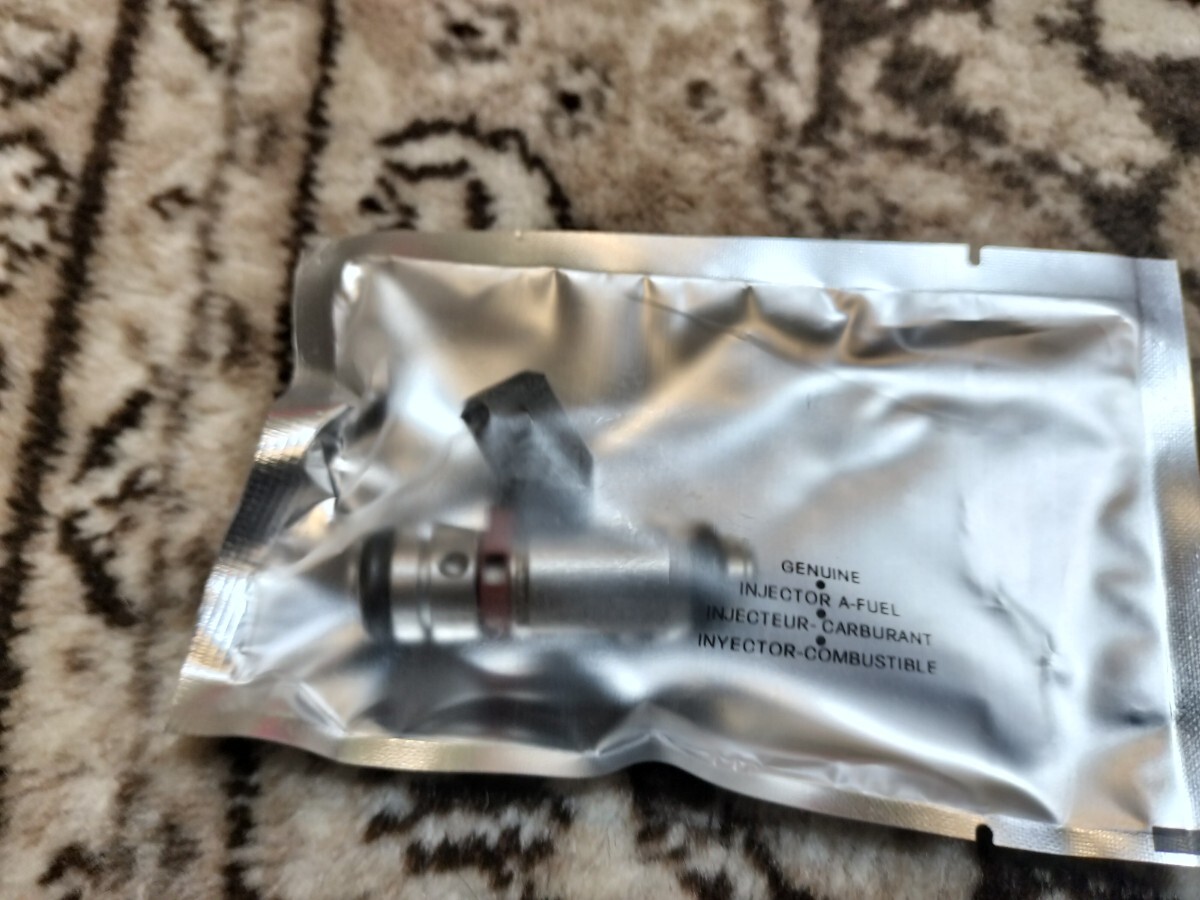 GENUINE
INJECTOR A-FUEL
INJECTEUR-CARBURANT
INYECTOR-COMBUSTIBLE